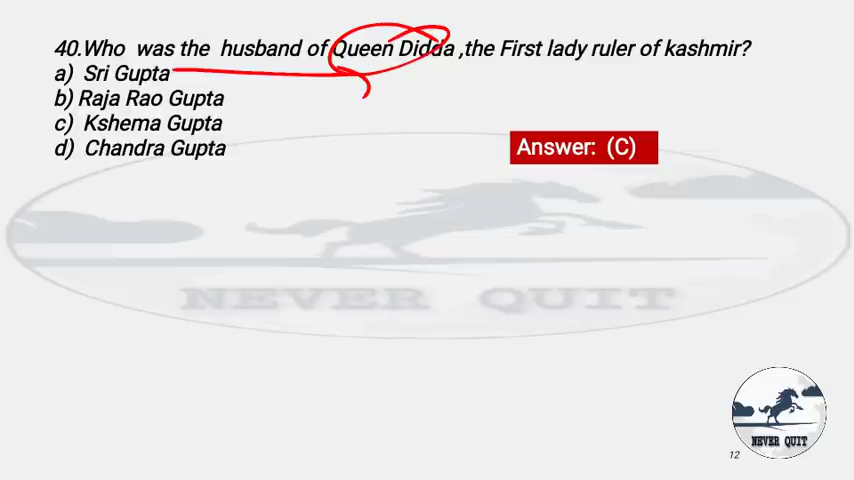 40.Who was the husband of Queen Didda ,the First lady ruler of kashmir?
a) Sri Gupta
b) Raja Rao Gupta
c) Kshema Gupta
d) Chandra Gupta
Answer: (C)
NEVER QUIT
NEVER QUIT
12